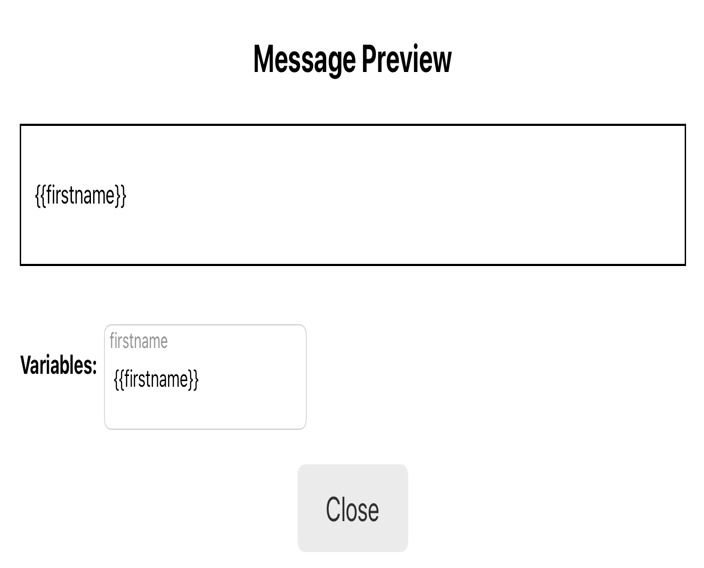 Message Preview
{{firstname}}
firstname
Variables:
{{firstname}}
Close